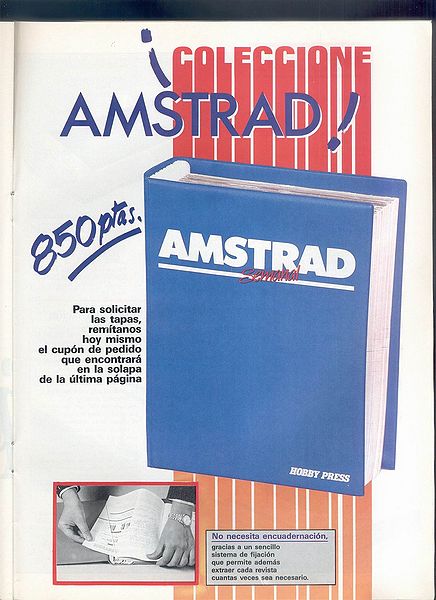 ¡COLECCIONE
AMSTRAD!
850 ptas.
AMSTRAD
Semanal
Para solicitar
las tapas,
remítanos
hoy mismo
el cupón de pedido
que encontrará
en la solapa
de la última página
HOBBY PRESS
No necesita encuadernación,
gracias a un sencillo
sistema de fijación
que permite además
extraer cada revista
cuantas veces sea necesario.